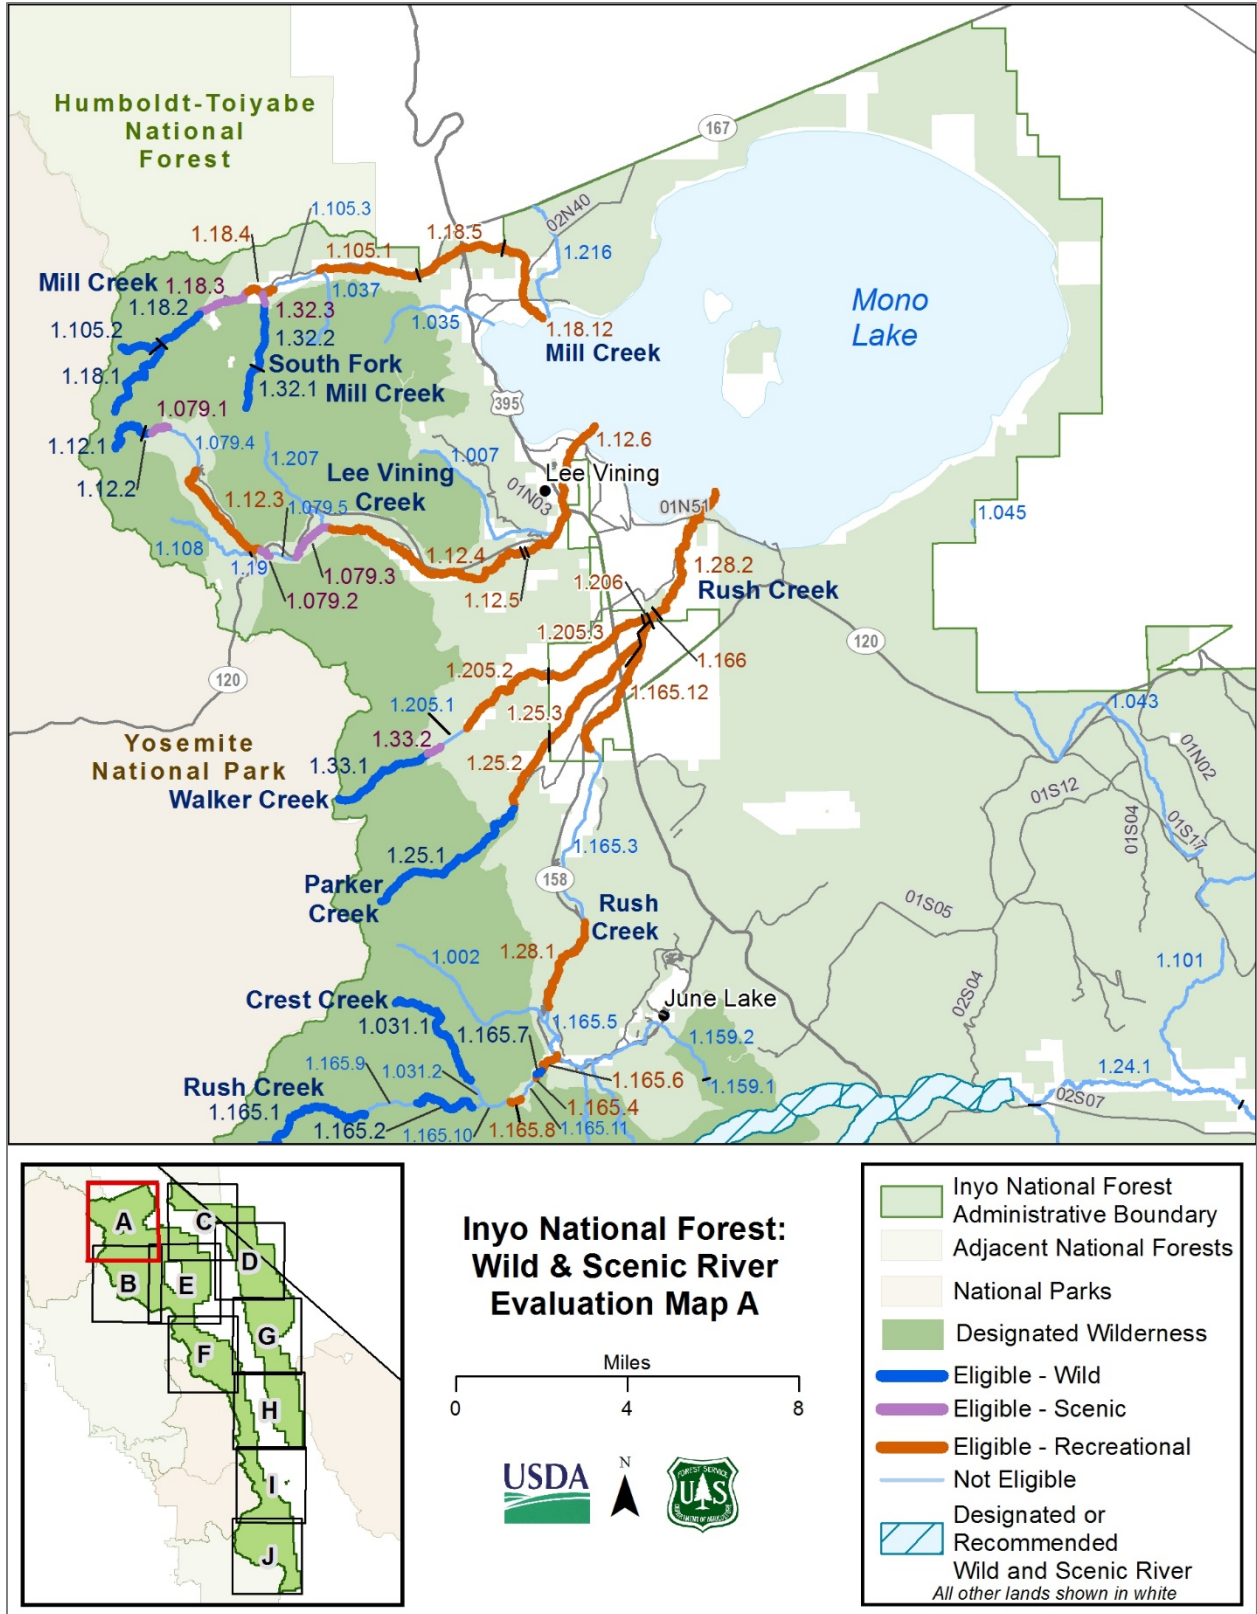 Humboldt-Toiyabe
National
Forest
167
02N40
1.105.3
1.18.4
1.105.1
1.18.5
1.216
Mill Creek
1.18.3
1.18.2
1.037
1.32.3
1.105.2
1.035
1.32.2
1.18.12
Mill Creek
Mono
Lake
1.18.1
South Fork
Mill Creek
1.32.1
395
1.079.1
1.12.1
1.079.4
1.12.6
1.207
1.007
Lee Vining
Creek
Lee Vining
1.12.2
1.12.3
1.079.5
01N03
01N51
1.045
1.108
1.19
1.12.4
1.079.3
1.079.2
1.12.5
1.206
1.28.2
Rush Creek
1.205.3
120
1.166
1.205.2
120
1.165.12
1.205.1
1.25.3
1.043
Yosemite
National Park
1.33.2
1.33.1
1.25.2
01N02
Walker Creek
01S12
01S04
01S17
1.25.1
1.165.3
Parker
Creek
158
Rush
Creek
01S05
1.28.1
1.002
1.101
02S04
Crest Creek
June Lake
1.031.1
1.165.7
1.165.5
1.159.2
1.165.9
1.031.2
Rush Creek
1.165.6
1.159.1
1.24.1
1.165.1
1.165.4
02S07
1.165.2
1.165.10
1.165.8
1.165.11
A
B
C
D
E
F
G
H
I
J
Inyo National Forest:
Wild & Scenic River
Evaluation Map A
Miles
0 4 8
USDA
N
FOREST SERVICE
U S
DEPARTMENT OF AGRICULTURE
Inyo National Forest
Administrative Boundary
Adjacent National Forests
National Parks
Designated Wilderness
Eligible - Wild
Eligible - Scenic
Eligible - Recreational
Not Eligible
Designated or
Recommended
Wild and Scenic River
All other lands shown in white